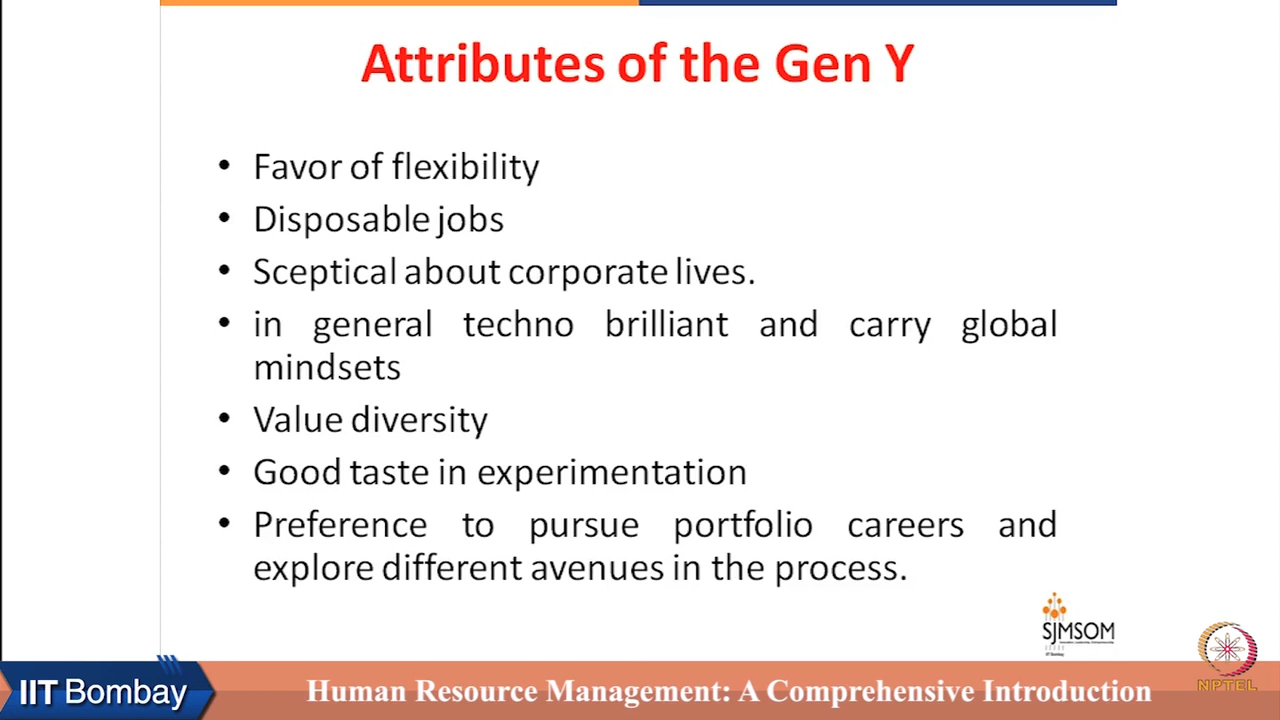 Attributes of the Gen Y
• Favor of flexibility
• Disposable jobs
• Sceptical about corporate lives.
• in general techno brilliant and carry global
mindsets
• Value diversity
• Good taste in experimentation
• Preference to pursue portfolio careers and
explore different avenues in the process.
SJMSOM
NPTEL
IIT Bombay
Human Resource Management: A Comprehensive Introduction